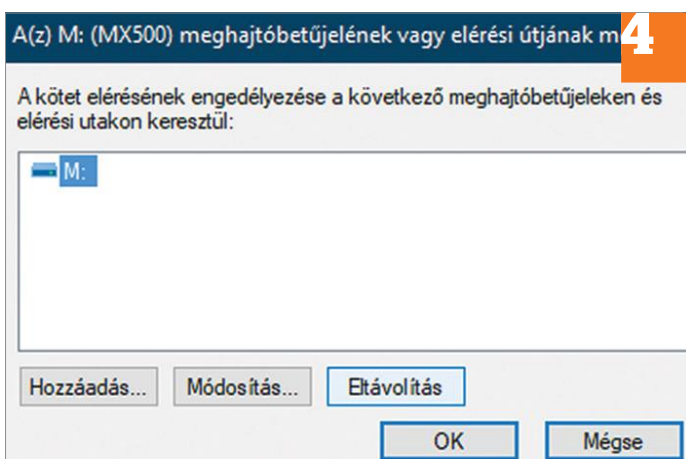 A(z) M: (MX500) meghajtóbetűjelének vagy elérési útjának
4
A kötet elérésének engedélyezése a következő meghajtóbetűjeleken és
elérési utakon keresztül:
M:
Hozzáadás... Módosítás... Eltávolítás
OK Mégse